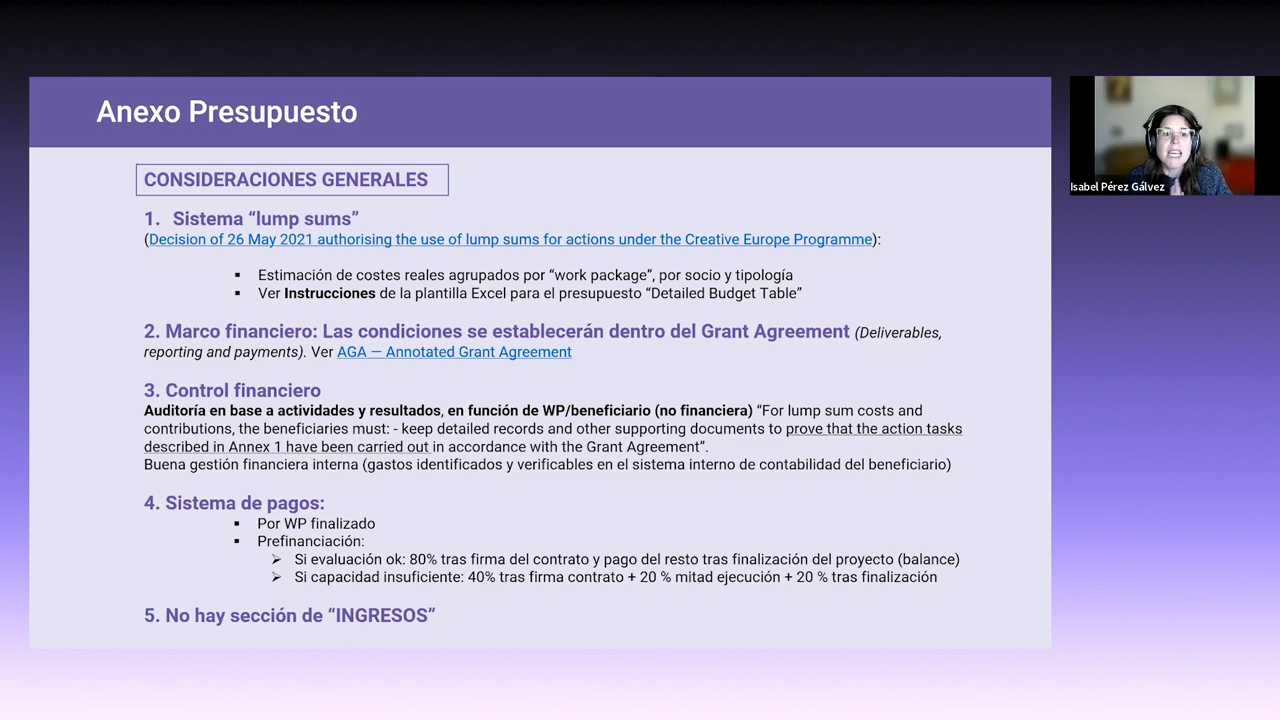 Anexo Presupuesto
CONSIDERACIONES GENERALES
1. Sistema “lump sums”
(Decision of 26 May 2021 authorising the use of lump sums for actions under the Creative Europe Programme):
▪ Estimación de costes reales agrupados por “work package”, por socio y tipología
▪ Ver Instrucciones de la plantilla Excel para el presupuesto “Detailed Budget Table”
2. Marco financiero: Las condiciones se establecerán dentro del Grant Agreement (Deliverables,
reporting and payments). Ver AGA — Annotated Grant Agreement
3. Control financiero
Auditoría en base a actividades y resultados, en función de WP/beneficiario (no financiera) “For lump sum costs and
contributions, the beneficiaries must: - keep detailed records and other supporting documents to prove that the action tasks
described in Annex 1 have been carried out in accordance with the Grant Agreement”.
Buena gestión financiera interna (gastos identificados y verificables en el sistema interno de contabilidad del beneficiario)
4. Sistema de pagos:
▪ Por WP finalizado
▪ Prefinanciación:
➢ Si evaluación ok: 80% tras firma del contrato y pago del resto tras finalización del proyecto (balance)
➢ Si capacidad insuficiente: 40% tras firma contrato + 20 % mitad ejecución + 20 % tras finalización
5. No hay sección de “INGRESOS”
Isabel Pérez Gálvez